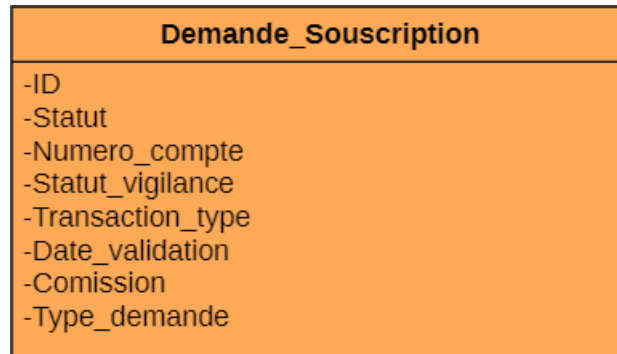 Demande_Souscription
-ID
-Statut
-Numero_compte
-Statut_vigilance
-Transaction_type
-Date_validation
-Comission
-Type_demande